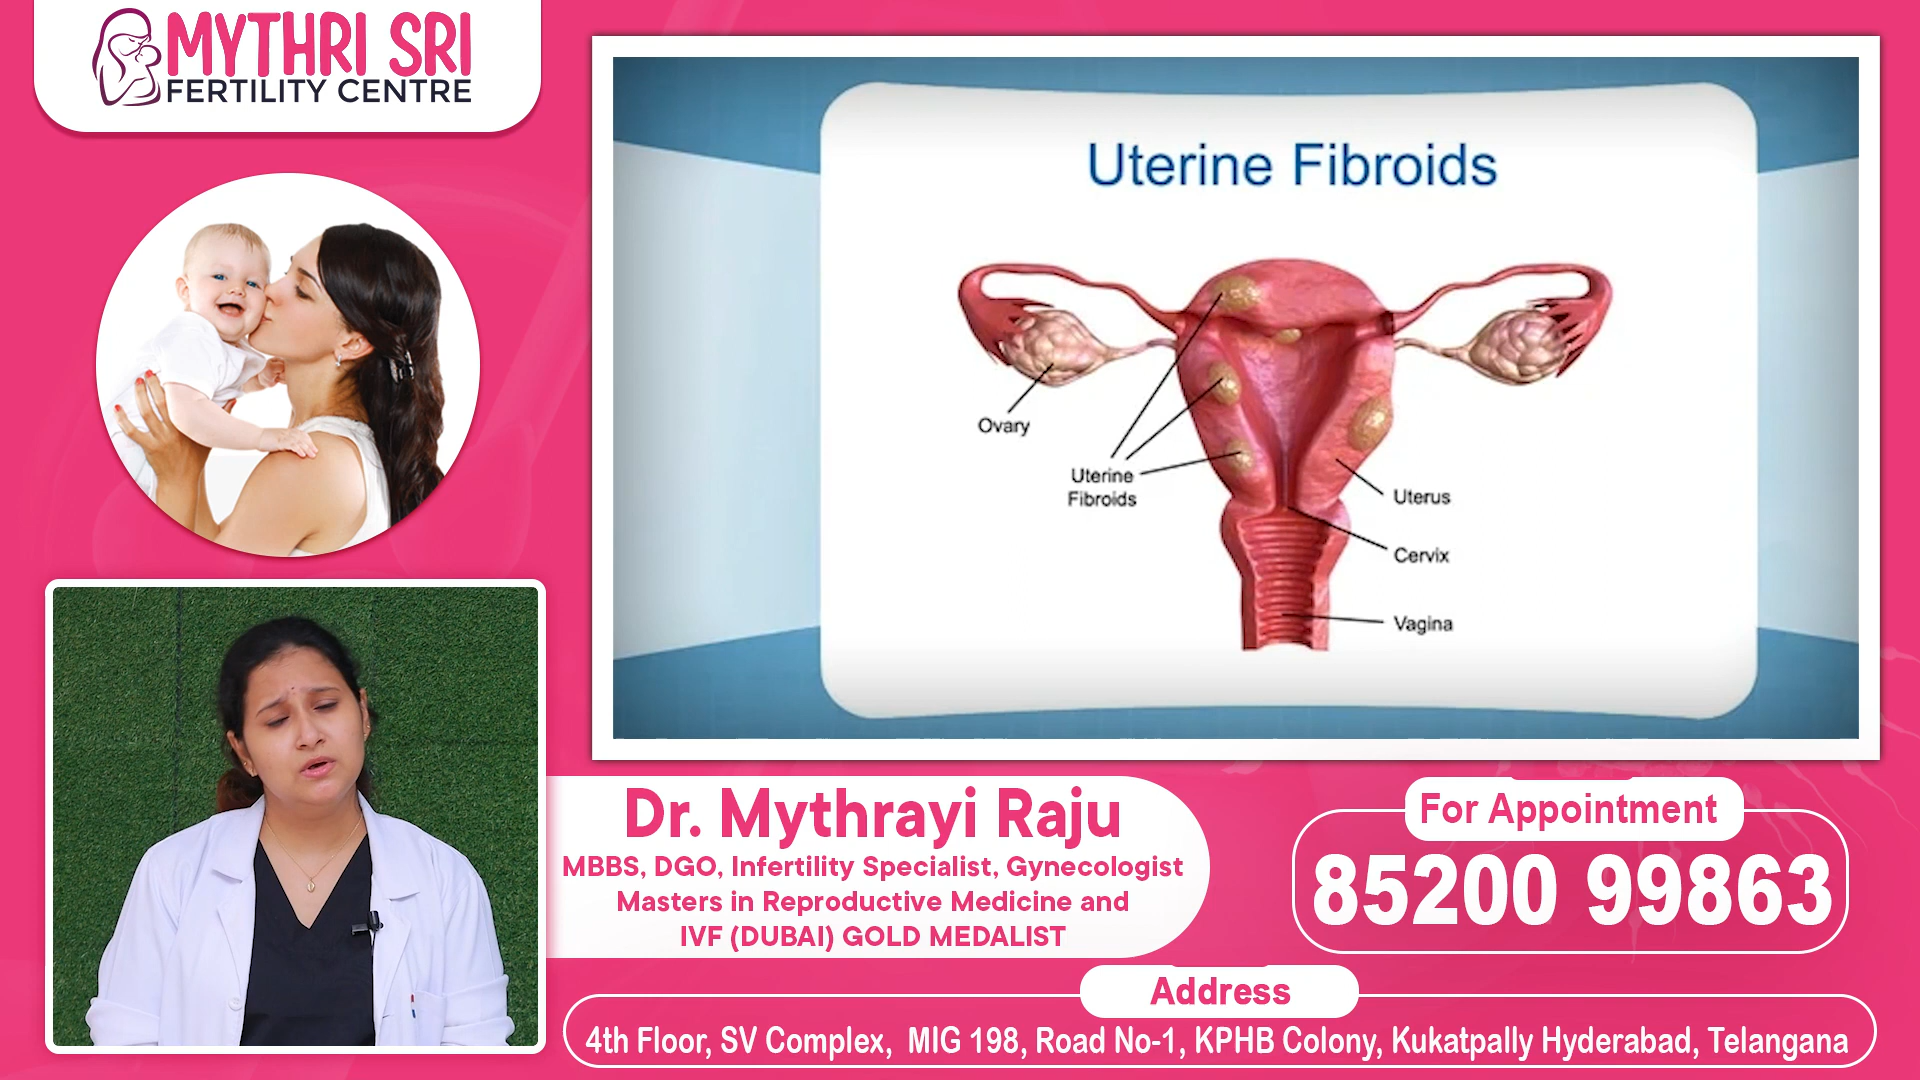 MYTHRI SRI
FERTILITY CENTRE
Uterine Fibroids
Ovary
Uterine
Fibroids
Uterus
Cervix
Vagina
Dr. Mythrayi Raju
MBBS, DGO, Infertility Specialist, Gynecologist
Masters in Reproductive Medicine and
IVF (DUBAI) GOLD MEDALIST
For Appointment
85200 99863
Address
4th Floor, SV Complex, MIG 198, Road No-1, KPHB Colony, Kukatpally Hyderabad, Telangana